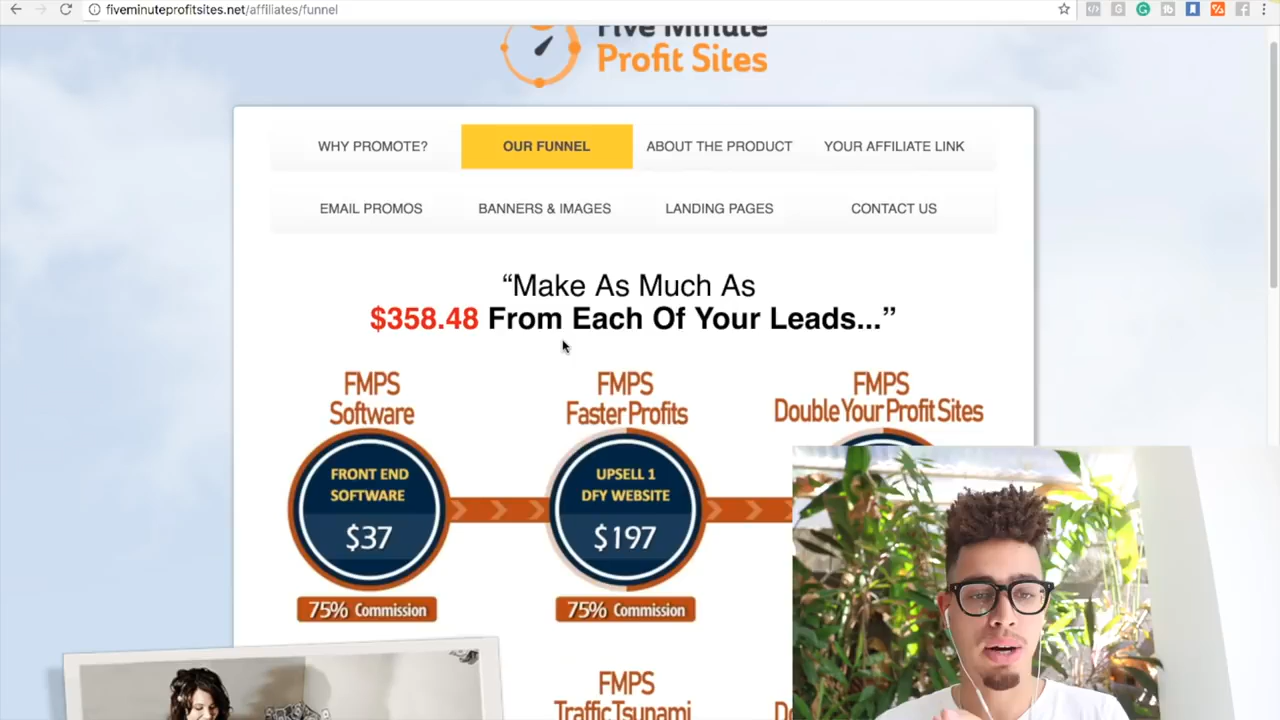 fiveminuteprofitsites.net/affiliates/funnel
Five Minute
Profit Sites
WHY PROMOTE?
OUR FUNNEL
ABOUT THE PRODUCT
YOUR AFFILIATE LINK
EMAIL PROMOS
BANNERS & IMAGES
LANDING PAGES
CONTACT US
“Make As Much As
$358.48 From Each Of Your Leads...”
FMPS
Software
FMPS
Faster Profits
FMPS
Double Your Profit Sites
FRONT END
SOFTWARE
$37
UPSELL 1
DFY WEBSITE
$197
75% Commission
75% Commission
FMPS
Traffic Tsunami